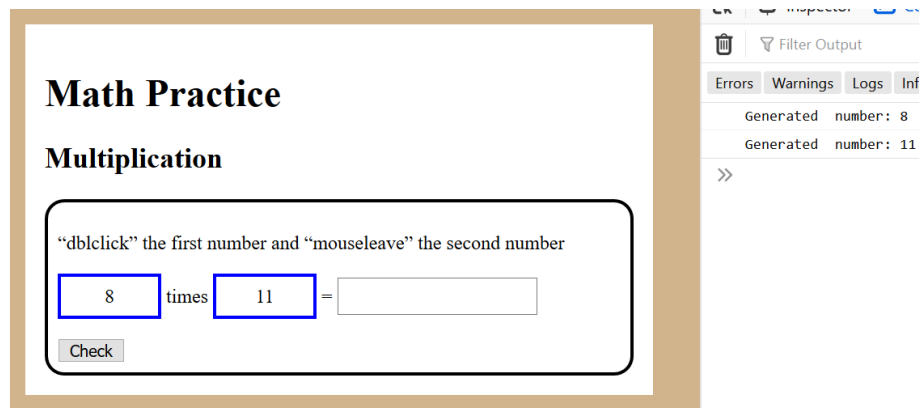 Math Practice
Multiplication
“dblclick” the first number and “mouseleave” the second number
8 times 11 =
Check
Filter Output
Errors Warnings Logs
Generated number: 8
Generated number: 11